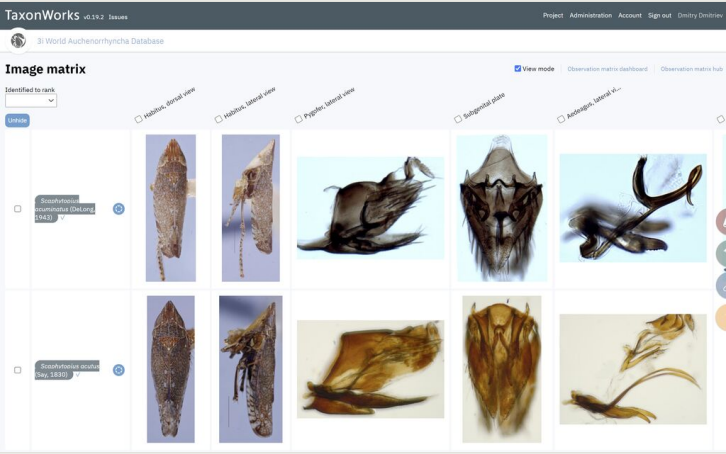 TaxonWorks v0.19.2 Issues
Project Administration Account Sign out Dmitry Dmitriev
3i World Auchenorrhyncha Database
Image matrix
View mode Observation matrix dashboard Observation matrix hub
Identified to rank
Unhide
Habitus, dorsal view
Habitus, lateral view
Pygofer, lateral view
Subgenital plate
Aedeagus, lateral vi...
Scaphytopius
acuminatus (DeLong,
1943) ✓
Scaphytopius acutus
(Say, 1830) ✓